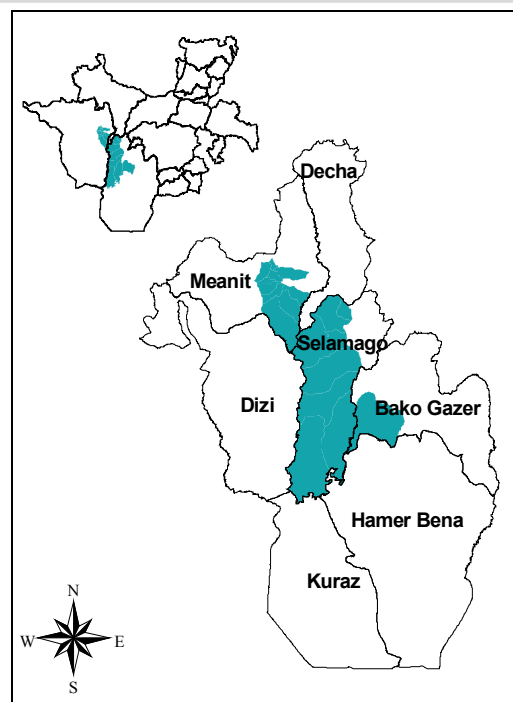 Decha
Meanit
Selamago
Dizi
Bako Gazer
Hamer Bena
Kuraz
N
W E
S